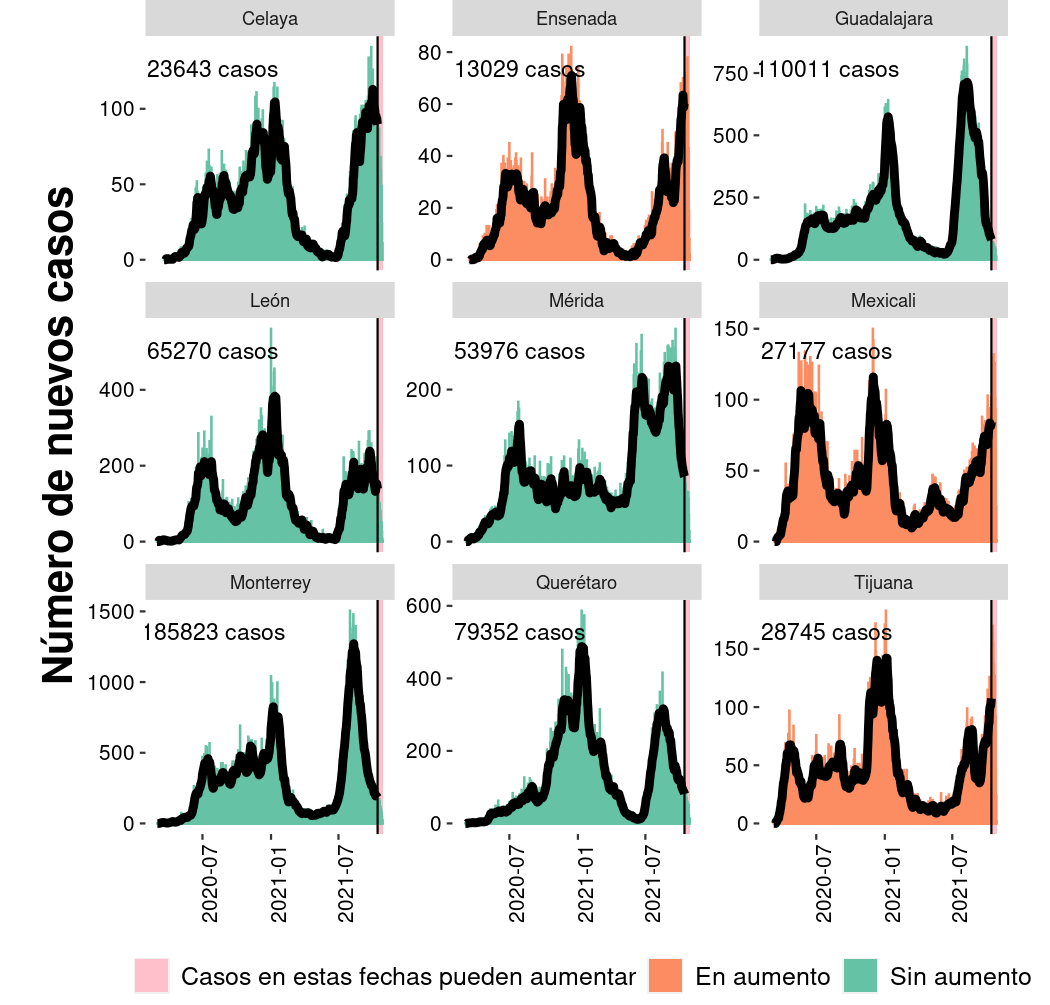 Número de nuevos casos
Celaya
23643 casos
100
50
0
Ensenada
13029 casos
80
60
40
20
0
Guadalajara
110011 casos
750
500
250
0
León
65270 casos
400
200
0
Mérida
53976 casos
200
100
0
Mexicali
27177 casos
150
100
50
0
Monterrey
185823 casos
1500
1000
500
0
2020-07
2021-01
2021-07
Querétaro
79352 casos
600
400
200
0
2020-07
2021-01
2021-07
Tijuana
28745 casos
150
100
50
0
2020-07
2021-01
2021-07
Casos en estas fechas pueden aumentar
En aumento
Sin aumento